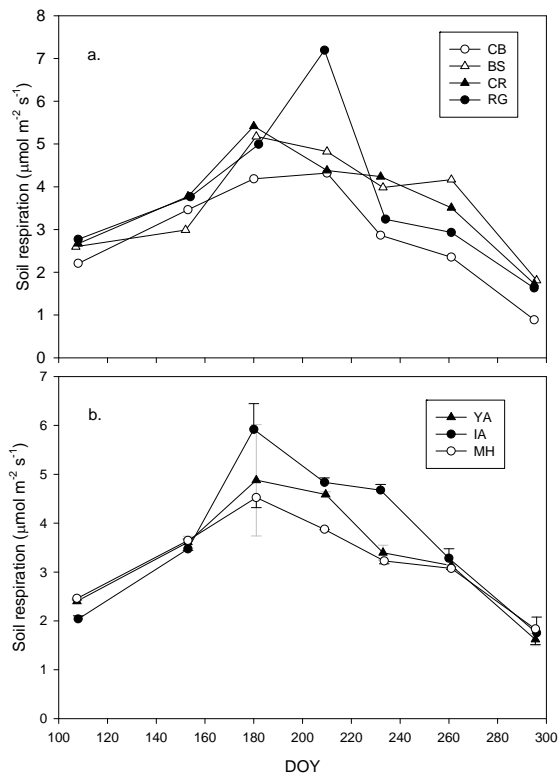 8
a.
CB
BS
CR
RG
7
6
5
4
3
2
1
0
Soil respiration (μmol m-2 s-1)
7
b.
YA
IA
MH
6
5
4
3
2
1
0
Soil respiration (μmol m-2 s-1)
100 120 140 160 180 200 220 240 260 280 300
DOY